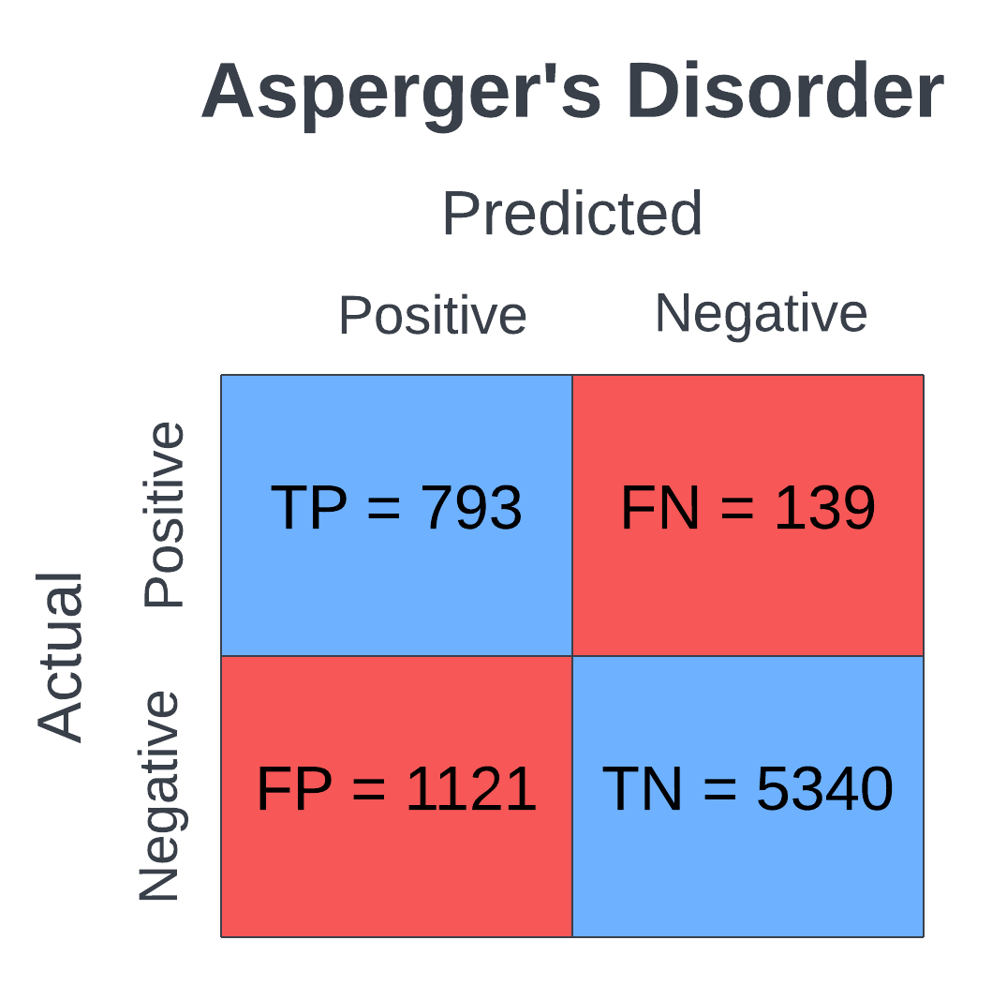 Asperger's Disorder
Predicted
Positive
Negative
Actual
Positive
TP = 793
FN = 139
Negative
FP = 1121
TN = 5340